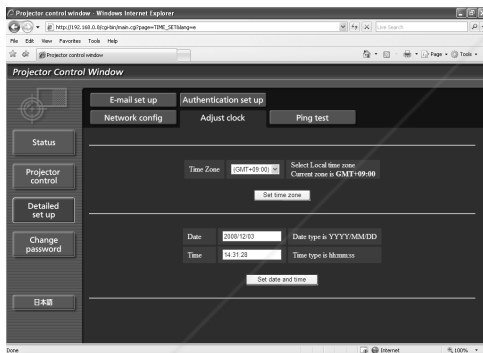 Projector control window - Windows Internet Explorer
http://192.168.0.8/cgi-bin/main.cgi?page=TIME_SET&lang=e
Live Search
File Edit View Favorites Tools Help
Projector control window
Page Tools
Projector Control Window
E-mail set up Authentication set up
Network config Adjust clock Ping test
Status
Projector control
Detailed set up
Change password
日本語
Time Zone (GMT+09:00) Select Local time zone
Current zone is GMT+09:00
Set time zone
Date 2008/12/03 Date type is YYYY/MM/DD
Time 14:31:28 Time type is hh:mm:ss
Set date and time
Done Internet 100%